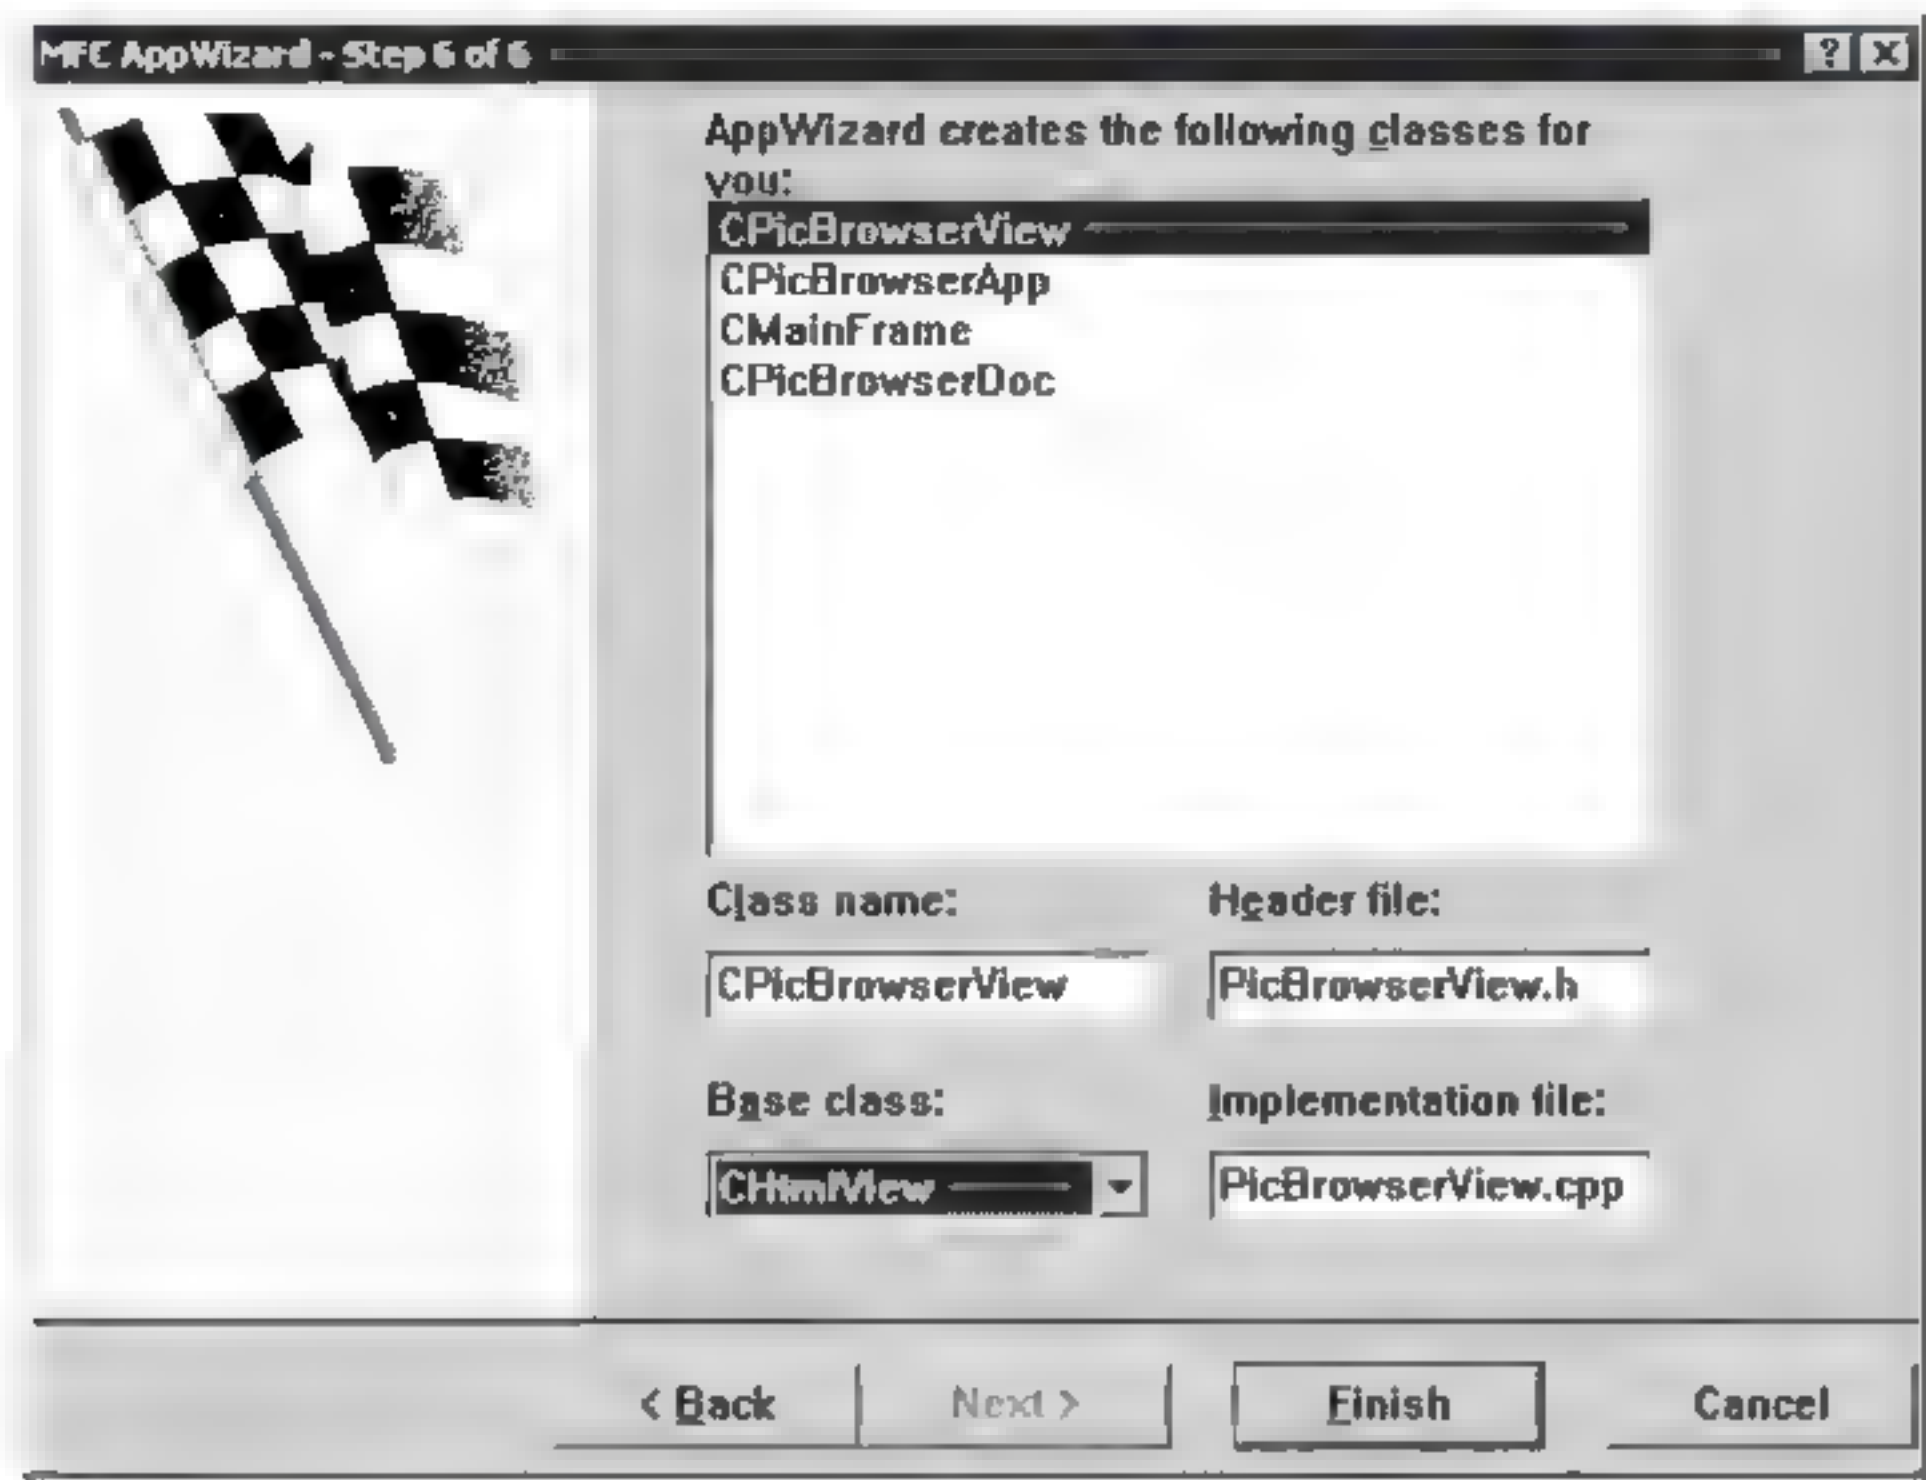 MFC AppWizard - Step 6 of 6
AppWizard creates the following classes for
you:
CPicBrowserView
CPicBrowserApp
CMainFrame
CPicBrowserDoc
Class name:
Header file:
CPicBrowserView
PicBrowserView.h
Base class:
Implementation file:
CHtmlView
PicBrowserView.cpp
< Back
Next >
Finish
Cancel